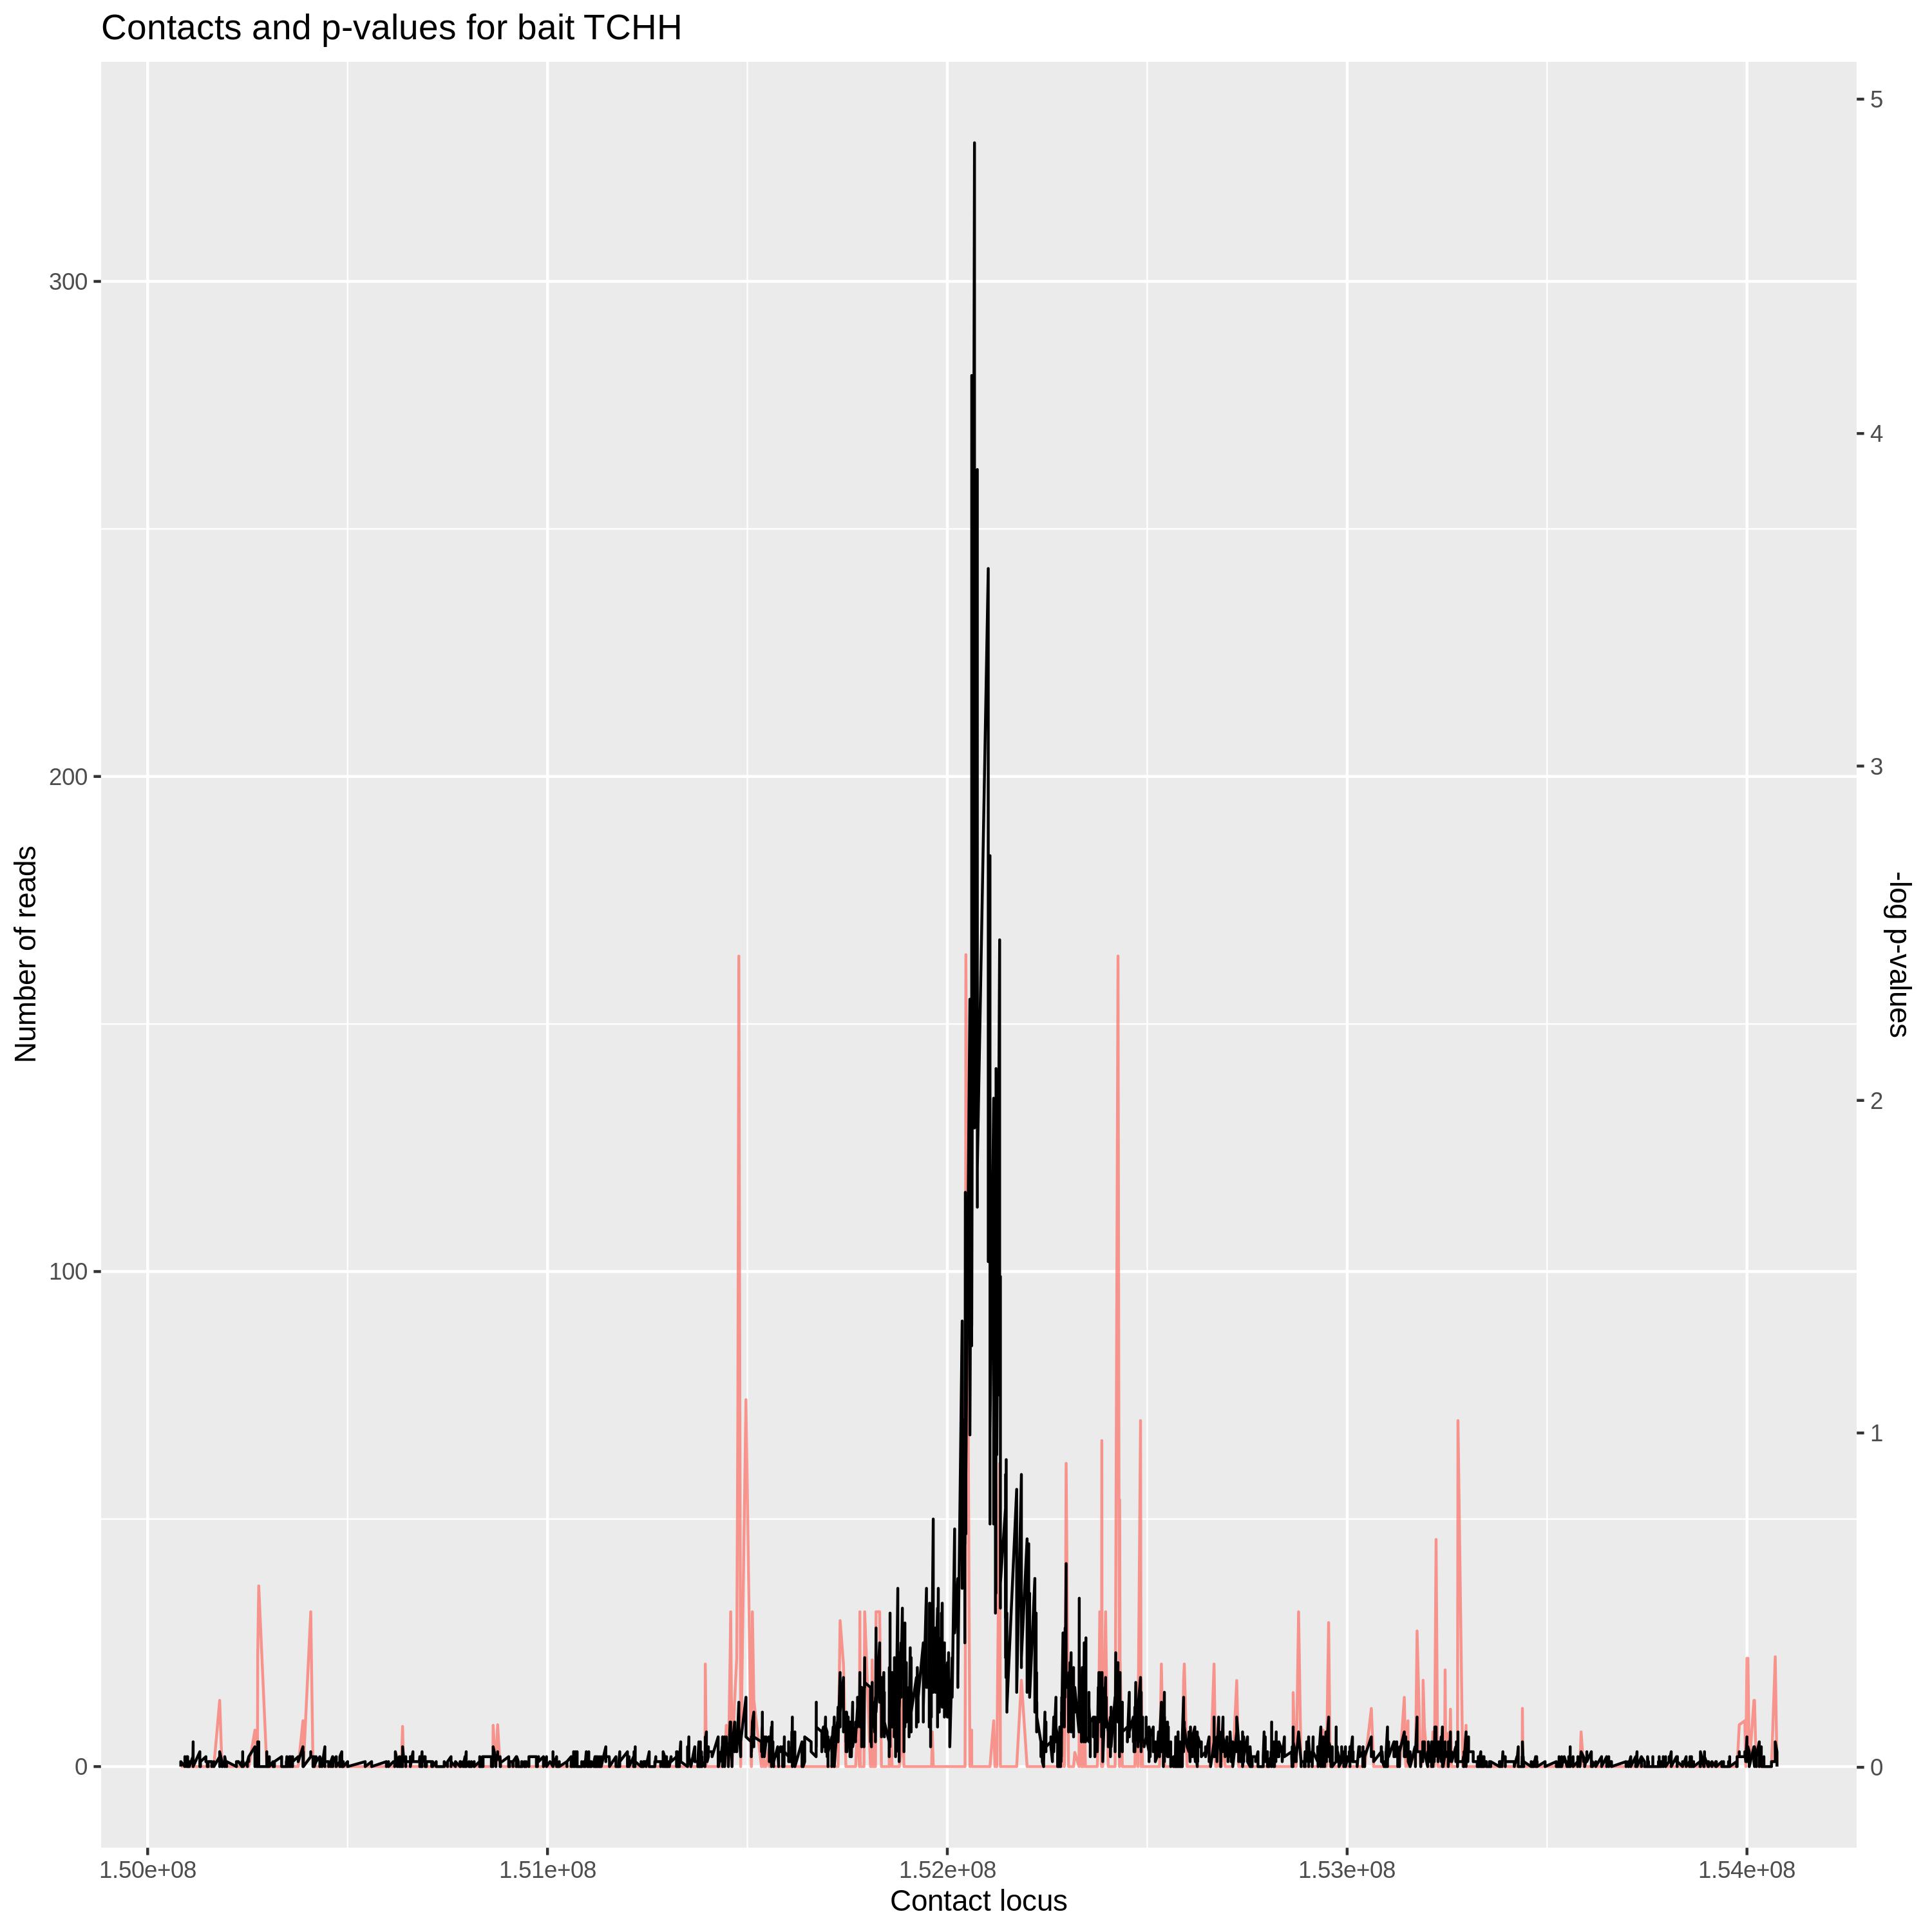 Contacts and p-values for bait TCHH
Number of reads
300
200
100
0
5
4
3
2
1
0
-log p-values
1.50e+08 1.51e+08 1.52e+08 1.53e+08 1.54e+08
Contact locus